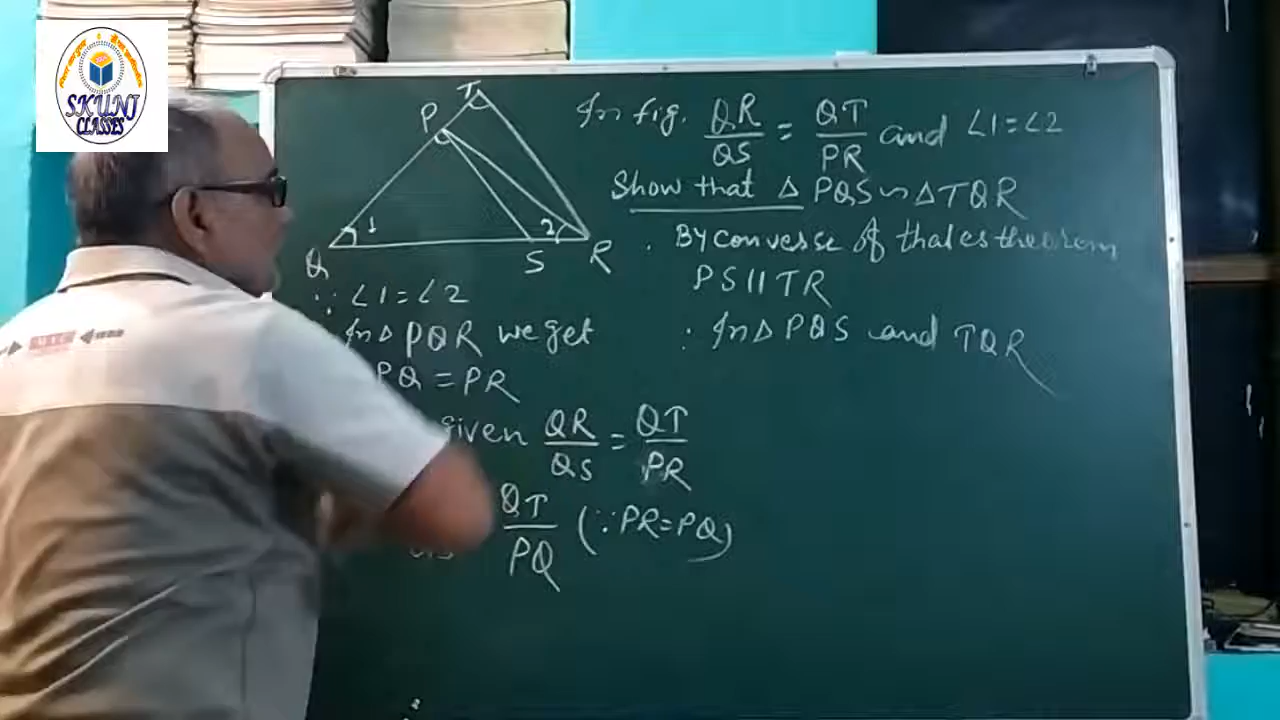 SKUNJ
CLASSES
T
P
1
2
Q
S
R
In fig. QR/QS = QT/PR and ∠1=∠2
Show that Δ PQS ~ Δ TQR
By converse of thales theorem
PS || TR
∴ In Δ PQS and TQR
∵ ∠1=∠2
In Δ PQR we get
PQ = PR
given QR/QS = QT/PR
QT/PQ (∵ PR=PQ)